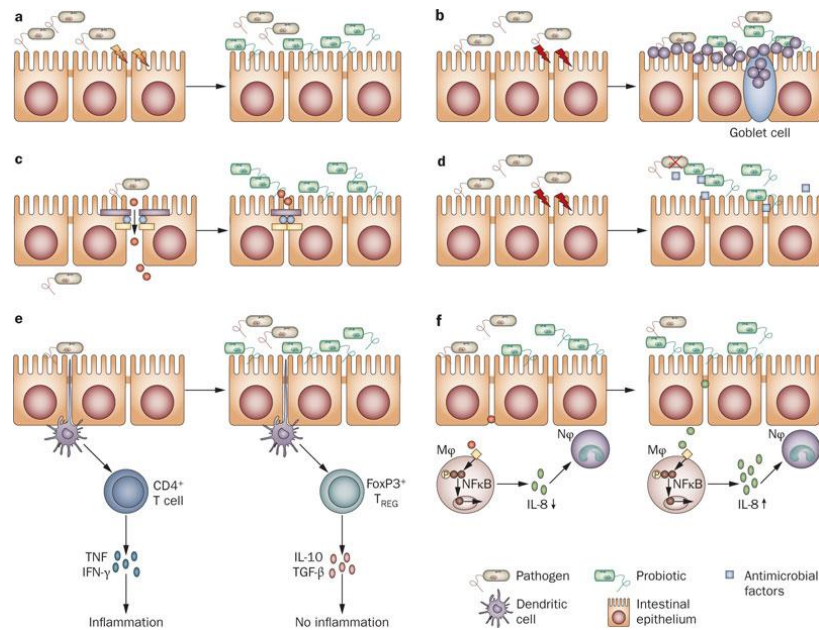 a
b
Goblet cell
c
d
e
CD4+
T cell
TNF
IFN-γ
Inflammation
FoxP3+
TREG
IL-10
TGF-β
No inflammation
f
Mφ
P
NFκB
IL-8 ↓
Nφ
Mφ
P
NFκB
IL-8 ↑
Nφ
Pathogen
Probiotic
Antimicrobial
factors
Dendritic
cell
Intestinal
epithelium